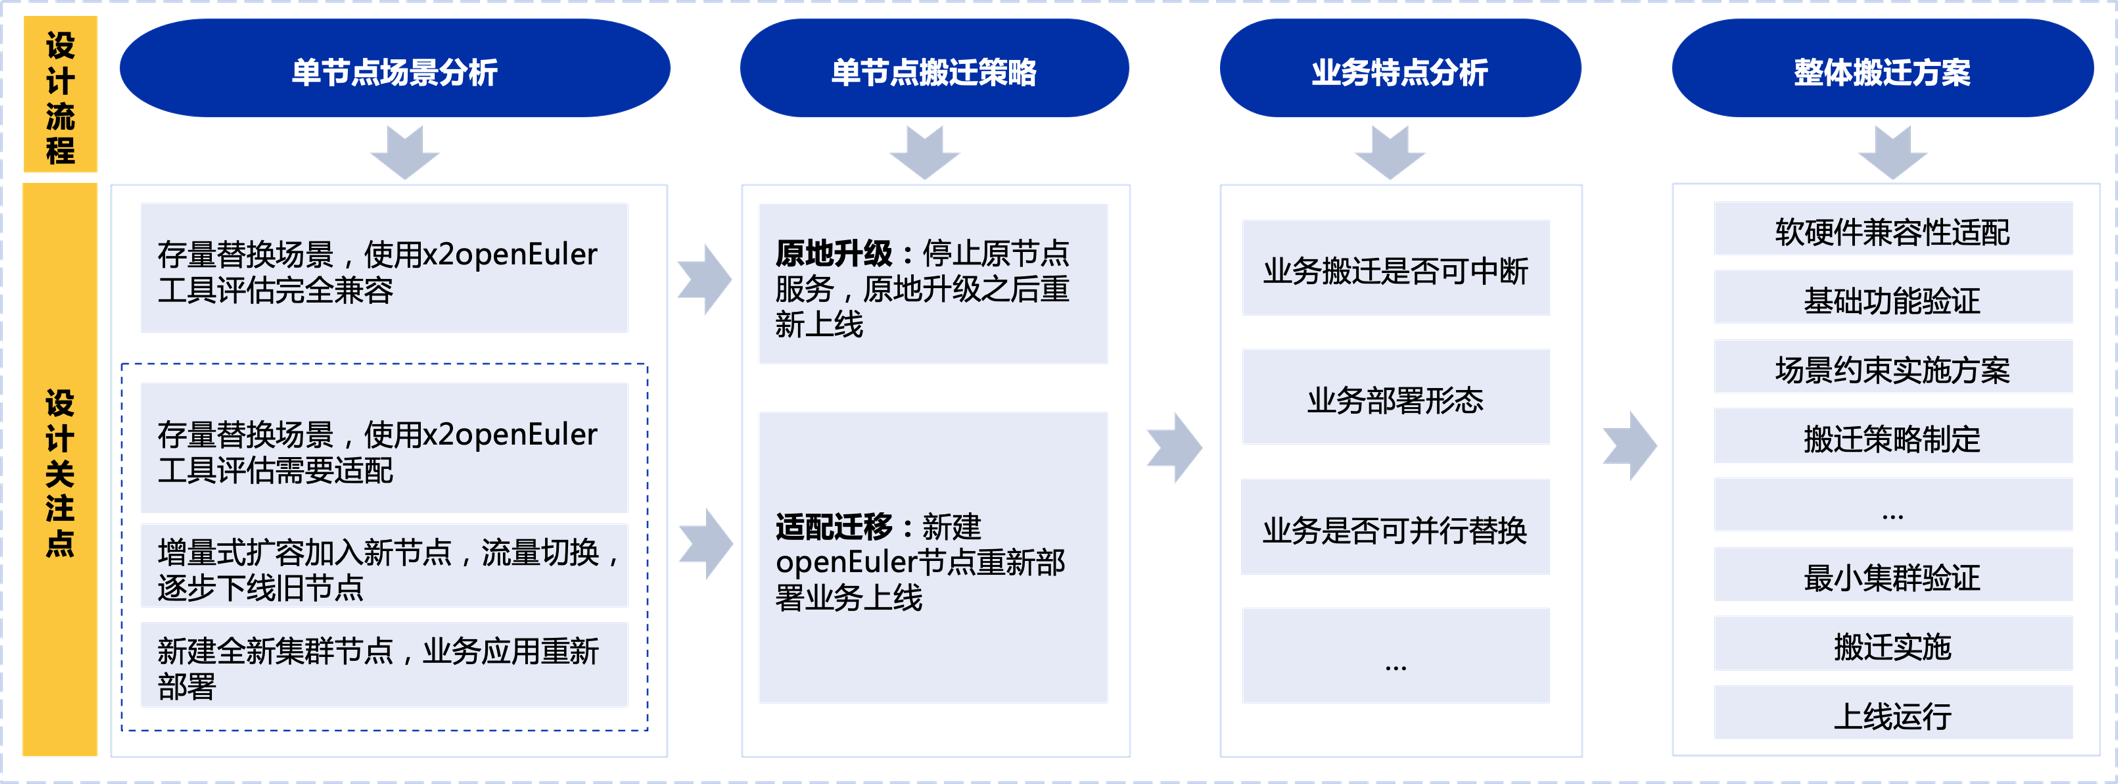 设计流程
单节点场景分析
单节点搬迁策略
业务特点分析
整体搬迁方案
设计关注点
存量替换场景，使用x2openEuler
工具评估完全兼容
存量替换场景，使用x2openEuler
工具评估需要适配
增量式扩容加入新节点，流量切换，
逐步下线旧节点
新建全新集群节点，业务应用重新
部署
原地升级：停止原节点
服务，原地升级之后重
新上线
适配迁移：新建
openEuler节点重新部
署业务上线
业务搬迁是否可中断
业务部署形态
业务是否可并行替换
...
软硬件兼容性适配
基础功能验证
场景约束实施方案
搬迁策略制定
...
最小集群验证
搬迁实施
上线运行